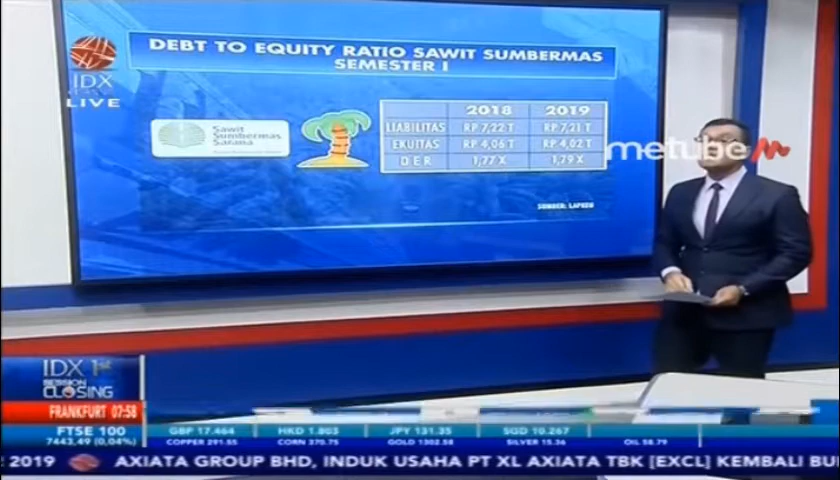 DEBT TO EQUITY RATIO SAWIT SUMBERMAS
SEMESTER I
IDX
LIVE
Sawit
Sumbermas
Sarana
2018 2019
LIABILITAS RP 7,22 T RP 7,21 T
EKUITAS RP 4,06 T RP 4,02 T
D E R 1,77 X 1,79 X
metube
SUMBER: LAPKEU
IDX 1st
SESSION
CLOSING
FRANKFURT 07:58
FTSE 100 GBP 17.464 HKD 1.803 JPY 131.35 SGD 10.267
7443,49 (0,04%) COPPER 291.55 CORN 370.75 GOLD 1302.58 SILVER 15.36 OIL 58.79
2019 AXIATA GROUP BHD, INDUK USAHA PT XL AXIATA TBK [EXCL] KEMBALI BU